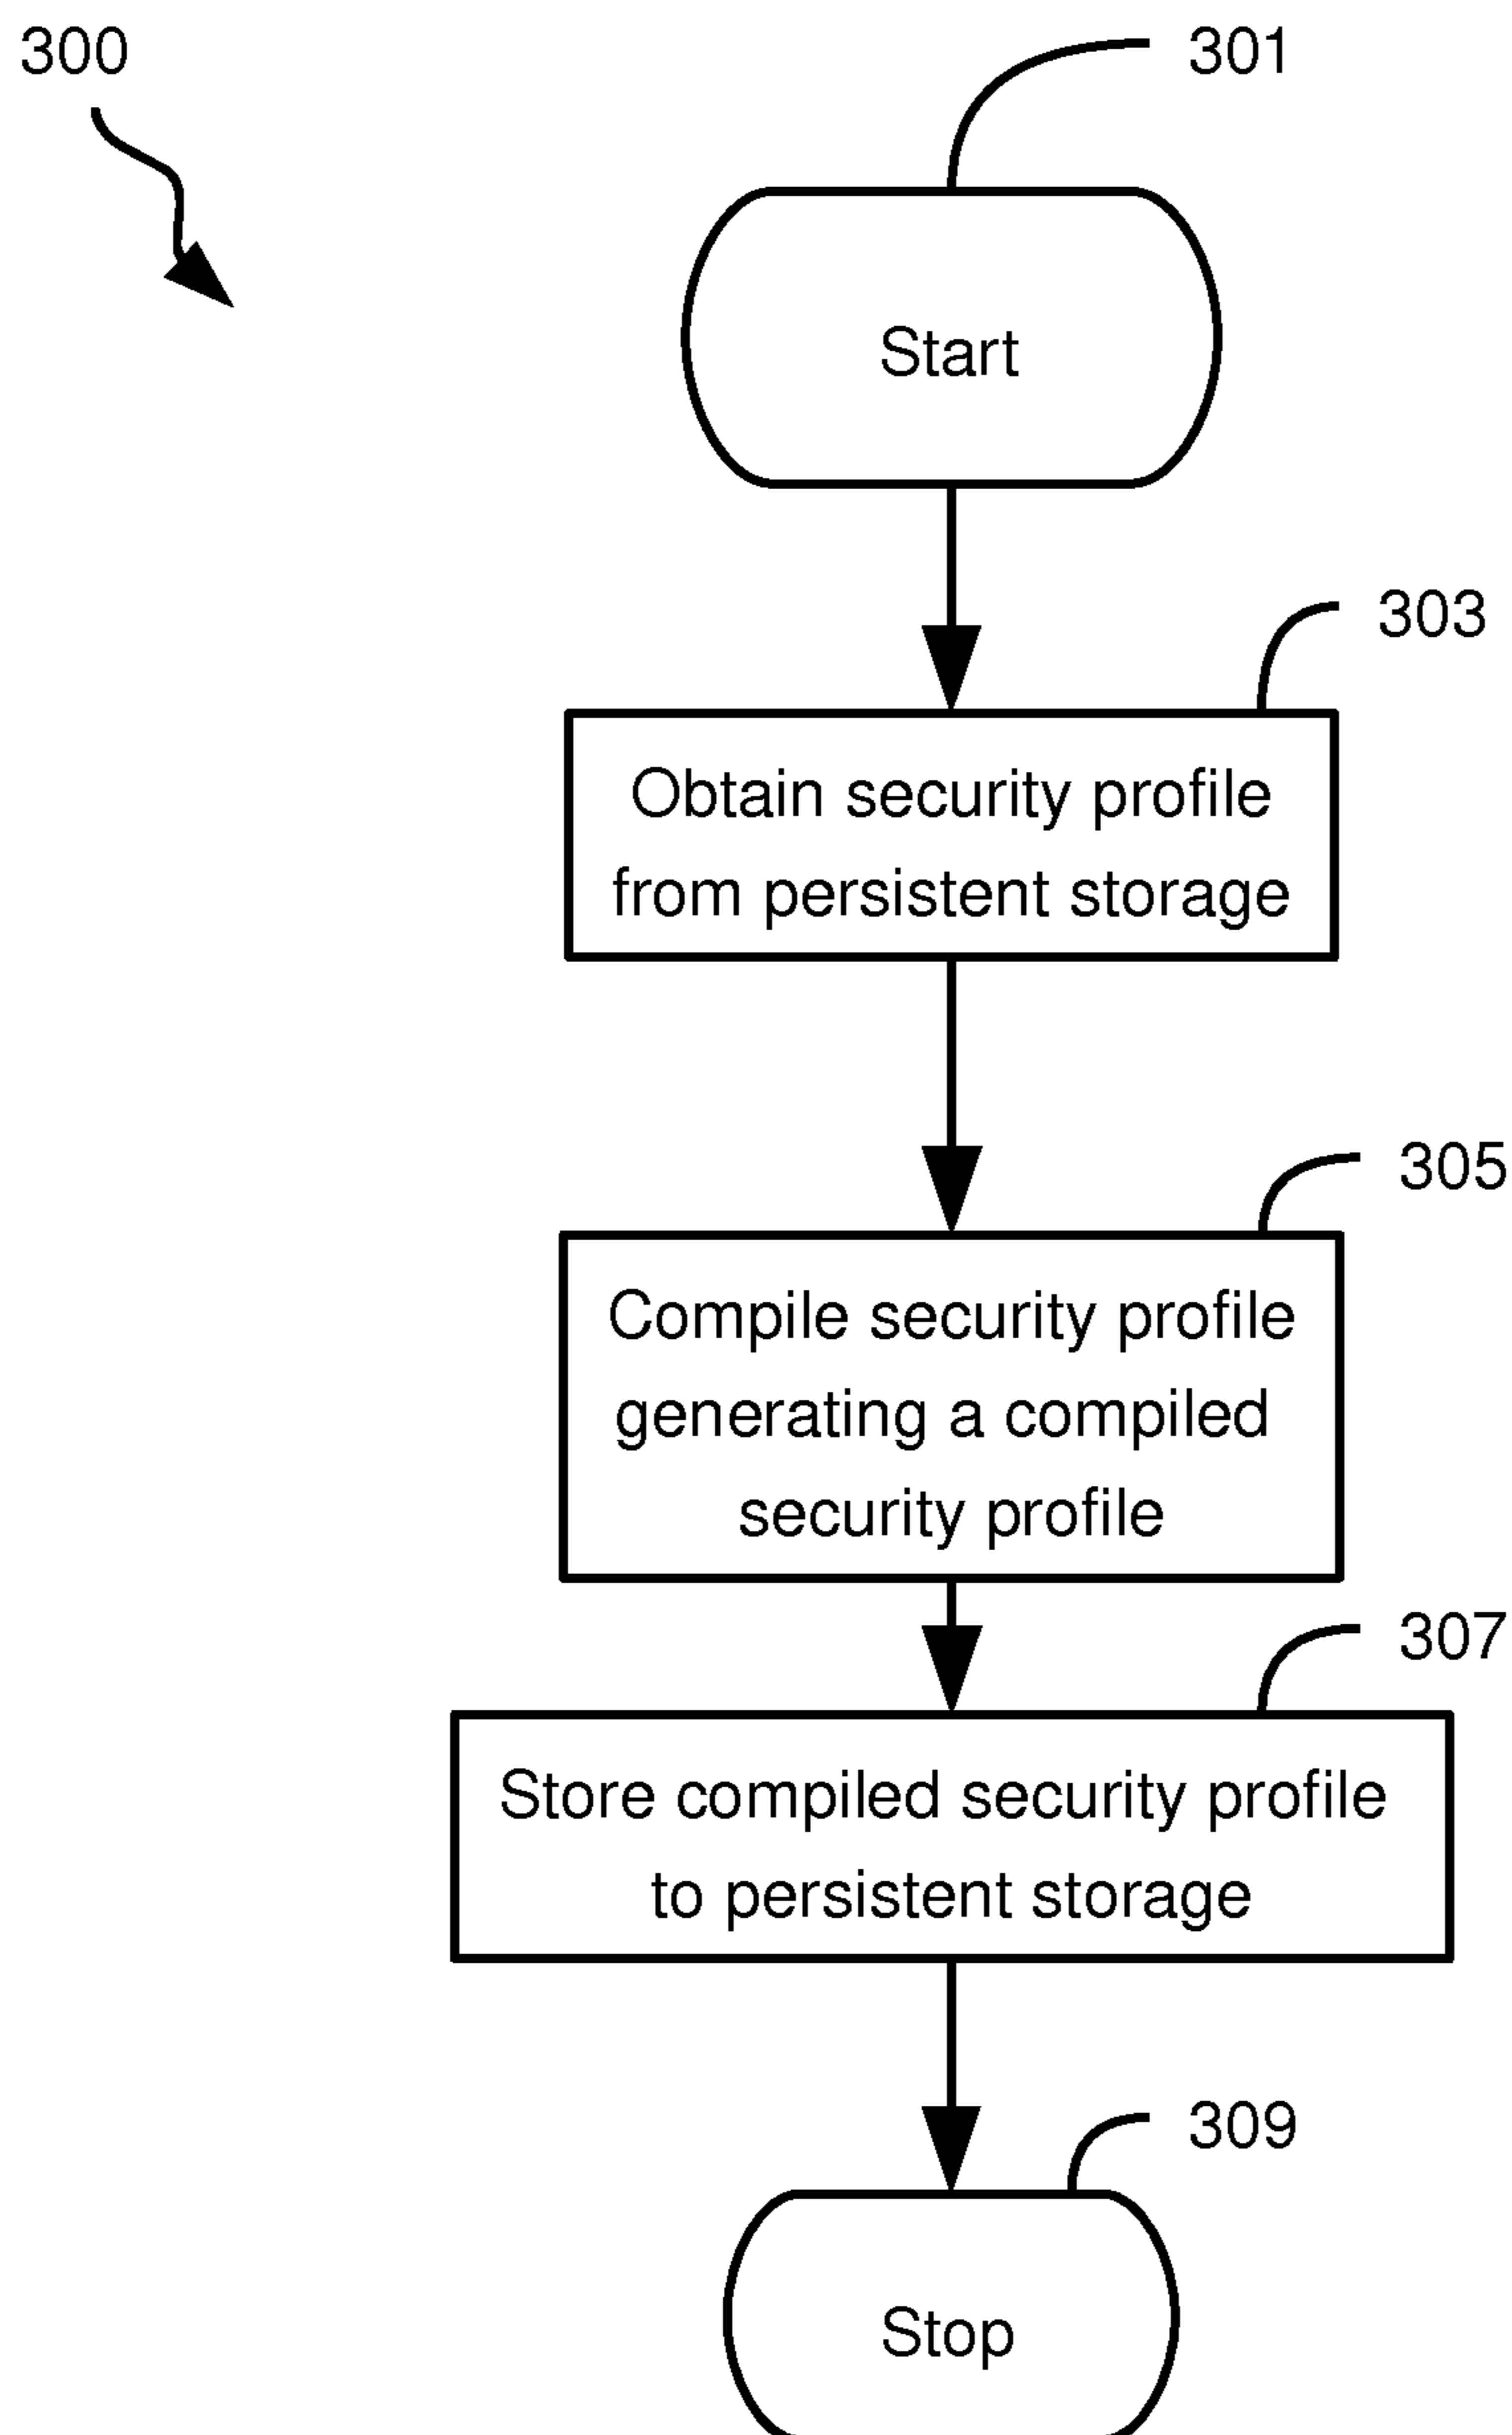 300
301
Start
303
Obtain security profile
from persistent storage
305
Compile security profile
generating a compiled
security profile
307
Store compiled security profile
to persistent storage
309
Stop